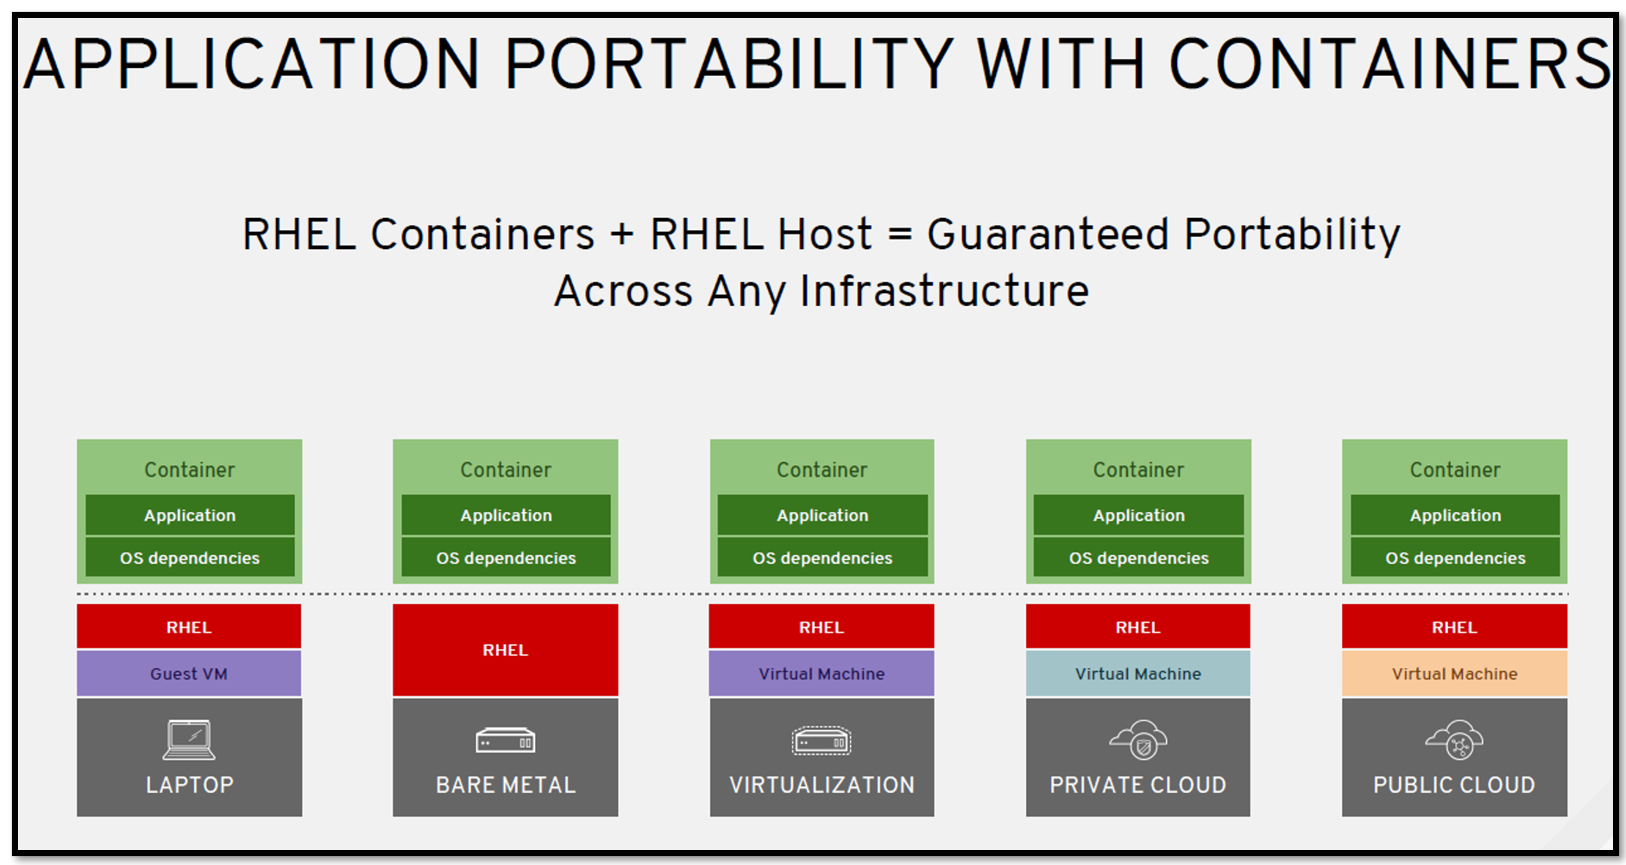 APPLICATION PORTABILITY WITH CONTAINERS
RHEL Containers + RHEL Host = Guaranteed Portability
Across Any Infrastructure
Container
Application
OS dependencies
RHEL
Guest VM
LAPTOP
Container
Application
OS dependencies
RHEL
BARE METAL
Container
Application
OS dependencies
RHEL
Virtual Machine
VIRTUALIZATION
Container
Application
OS dependencies
RHEL
Virtual Machine
PRIVATE CLOUD
Container
Application
OS dependencies
RHEL
Virtual Machine
PUBLIC CLOUD